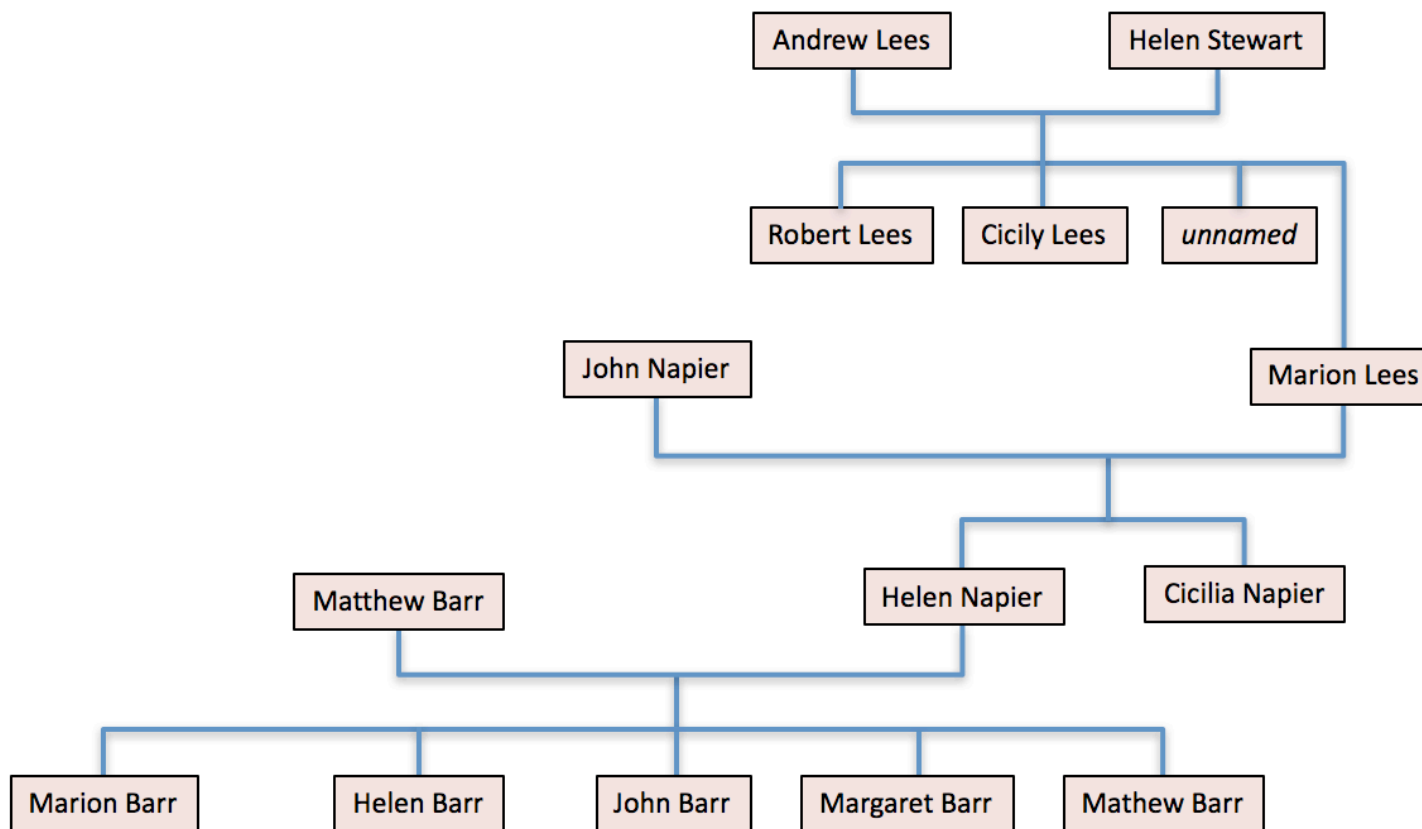 Andrew Lees
Helen Stewart
Robert Lees
Cicily Lees
unnamed
John Napier
Marion Lees
Matthew Barr
Helen Napier
Cicilia Napier
Marion Barr
Helen Barr
John Barr
Margaret Barr
Mathew Barr